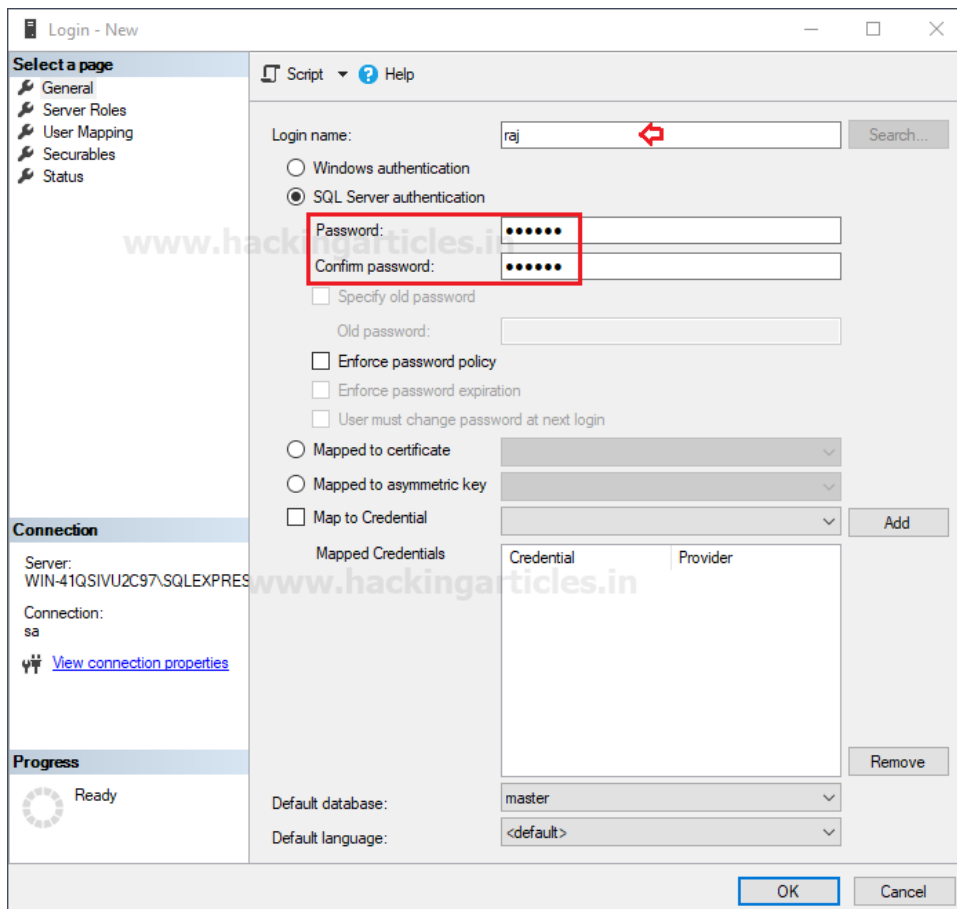 Login - New
Select a page
General
Server Roles
User Mapping
Securables
Status
Script
Help
Login name:
raj
Search...
Windows authentication
SQL Server authentication
Password:
••••••
www.hackingarticles.in
Confirm password:
••••••
Specify old password
Old password:
Enforce password policy
Enforce password expiration
User must change password at next login
Mapped to certificate
Mapped to asymmetric key
Map to Credential
Add
Mapped Credentials
Credential
Provider
www.hackingarticles.in
Connection
Server:
WIN-41QSIVU2C97\SQLEXPRES
Connection:
sa
View connection properties
Progress
Ready
Remove
Default database:
master
Default language:
<default>
OK
Cancel